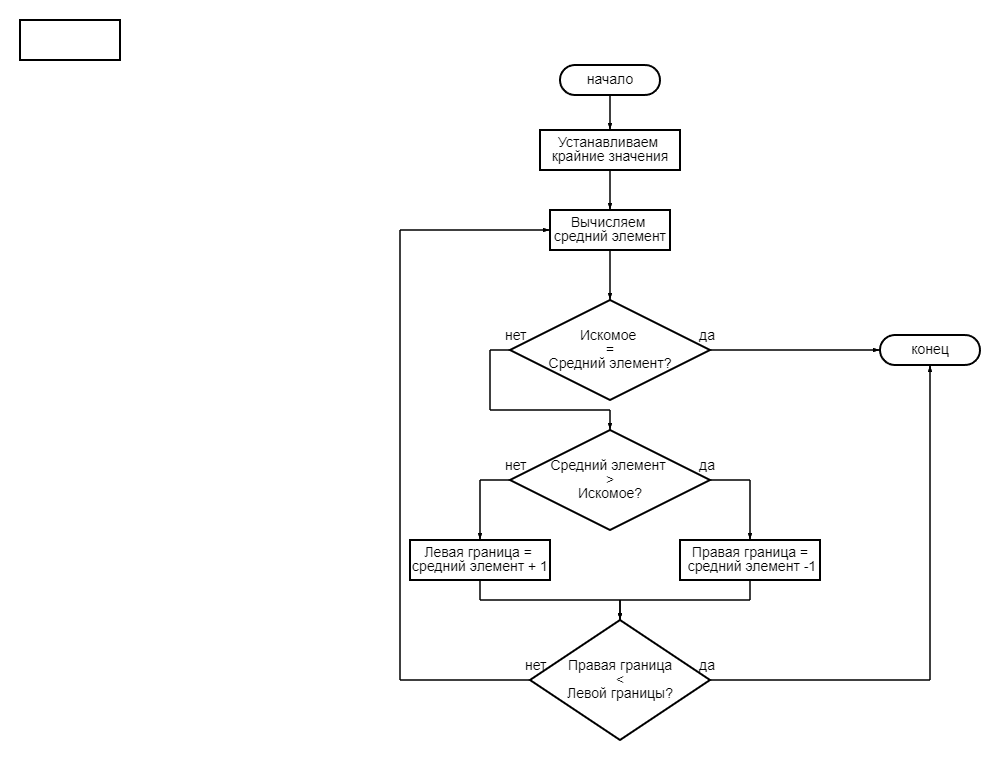 начало
Устанавливаем
крайние значения
Вычисляем
средний элемент
нет
Искомое
=
Средний элемент?
да
конец
нет
Средний элемент
>
Искомое?
да
Левая граница =
средний элемент + 1
Правая граница =
средний элемент -1
нет
Правая граница
<
Левой границы?
да